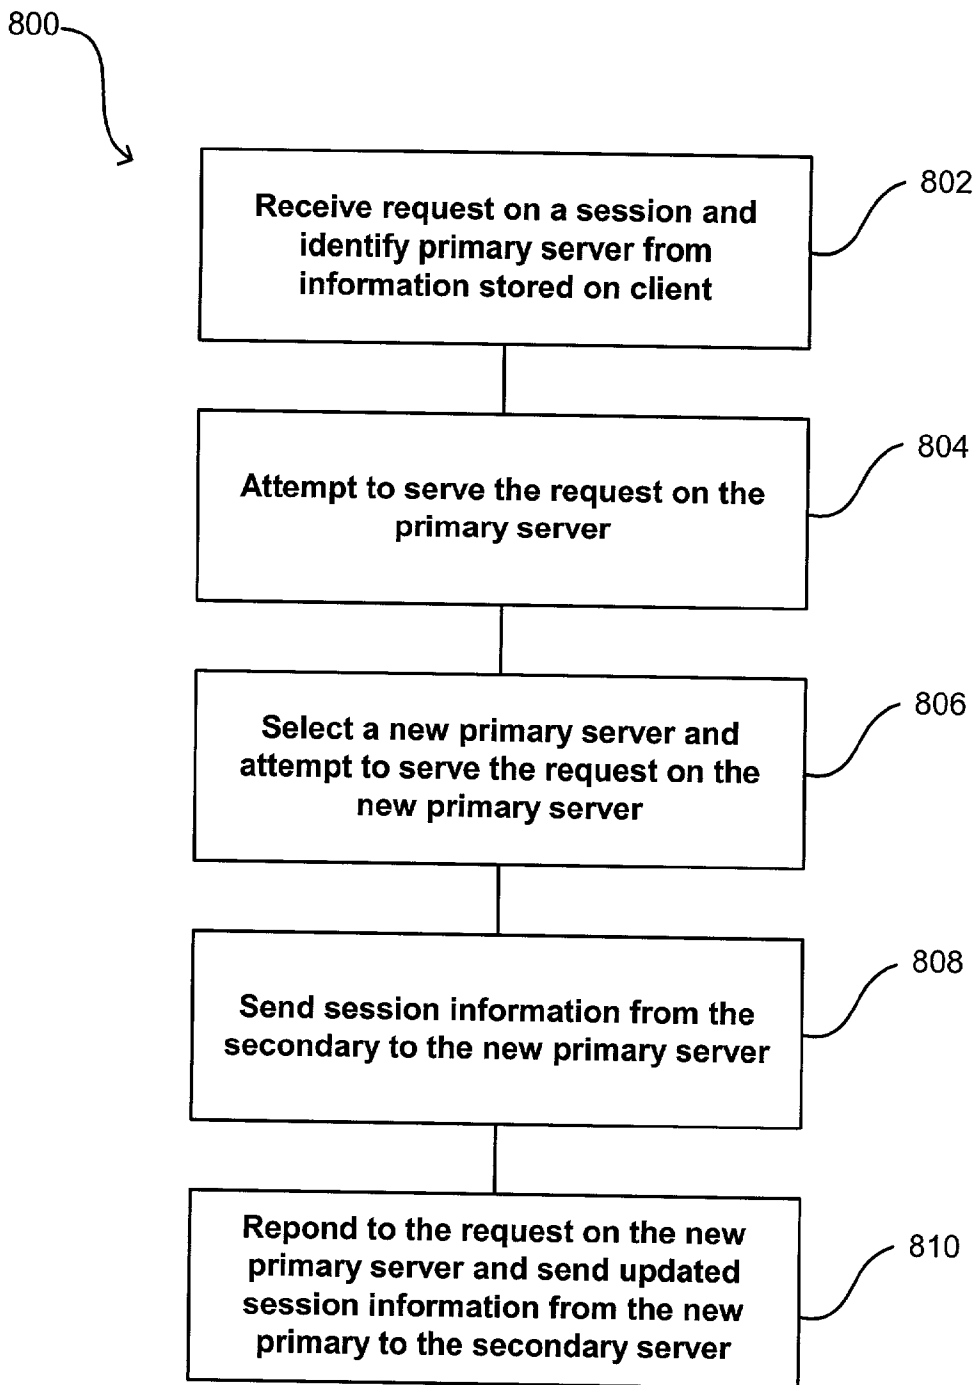 800
Receive request on a session and
identify primary server from
information stored on client
802
Attempt to serve the request on the
primary server
804
Select a new primary server and
attempt to serve the request on the
new primary server
806
Send session information from the
secondary to the new primary server
808
Repond to the request on the new
primary server and send updated
session information from the new
primary to the secondary server
810